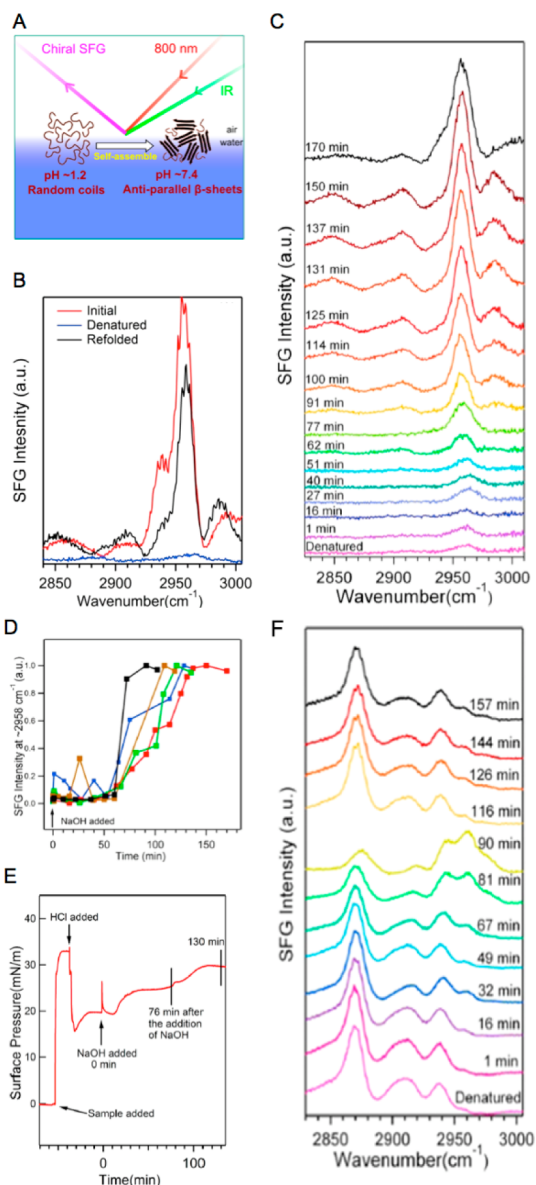 A
Chiral SFG
800 nm
IR
air
water
Self-assemble
pH ~1.2
Random coils
pH ~7.4
Anti-parallel β-sheets
B
SFG Intesnity (a.u.)
Initial
Denatured
Refolded
2850 2900 2950 3000
Wavenumber(cm⁻¹)
C
SFG Intensity (a.u.)
170 min
150 min
137 min
131 min
125 min
114 min
100 min
91 min
77 min
62 min
51 min
40 min
27 min
16 min
1 min
Denatured
2850 2900 2950 3000
Wavenumber(cm⁻¹)
D
SFG Intensity at ~2958 cm⁻¹ (a.u.)
1.0
0.8
0.6
0.4
0.2
0.0
NaOH added
0 50 100 150
Time (min)
E
Surface Pressure(mN/m)
40
30
20
10
0
HCl added
130 min
76 min after
the addition
of NaOH
NaOH added
0 min
Sample added
0 100
Time(min)
F
SFG Intensity (a.u.)
157 min
144 min
126 min
116 min
90 min
81 min
67 min
49 min
32 min
16 min
1 min
Denatured
2850 2900 2950 3000
Wavenumber(cm⁻¹)